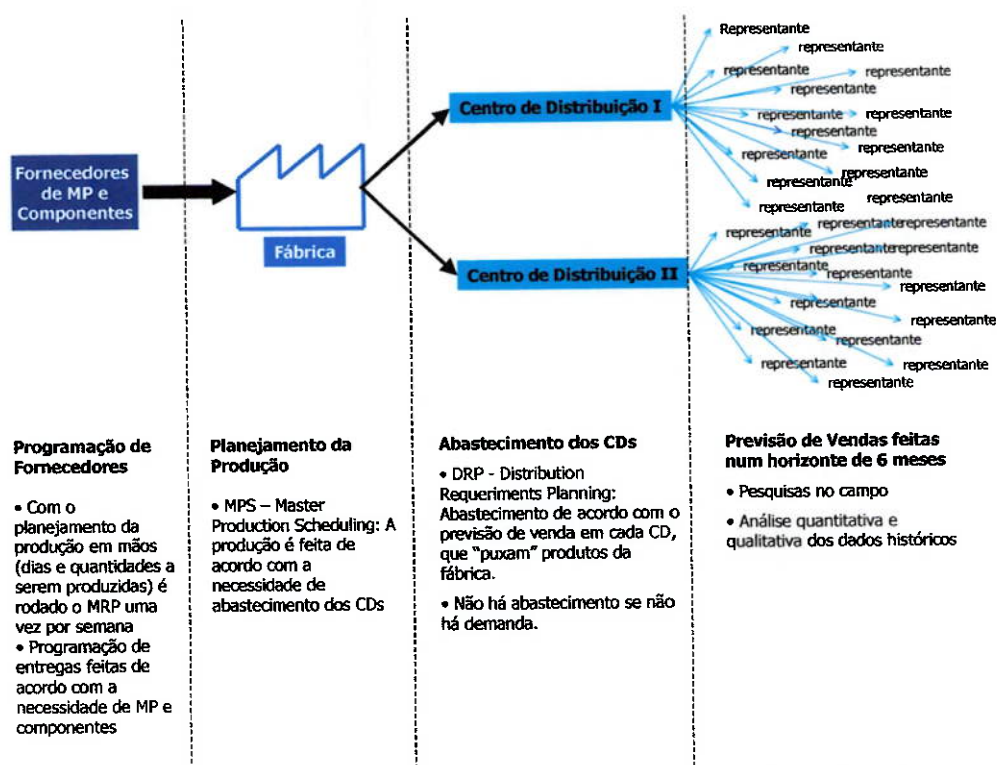 Representante
representante
representante
representante
representante
Centro de Distribuição I
representante
representante
representante
representante
representante
representante
representante
representante
representante
Fornecedores
de MP e
Componentes
Fábrica
representante
representante
representante
representante
representante
Centro de Distribuição II
representante
representante
representante
representante
representante
representante
representante
representante
representante
representante
Programação de
Fornecedores
• Com o
planejamento da
produção em mãos
(dias e quantidades a
serem produzidas) é
rodado o MRP uma
vez por semana
• Programação de
entregas feitas de
acordo com a
necessidade de MP e
componentes
Planejamento da
Produção
• MPS – Master
Production Scheduling: A
produção é feita de
acordo com a
necessidade de
abastecimento dos CDs
Abastecimento dos CDs
• DRP - Distribution
Requeriments Planning:
Abastecimento de acordo com o
previsão de venda em cada CD,
que “puxam” produtos da
fábrica.
• Não há abastecimento se não
há demanda.
Previsão de Vendas feitas
num horizonte de 6 meses
• Pesquisas no campo
• Análise quantitativa e
qualitativa dos dados históricos